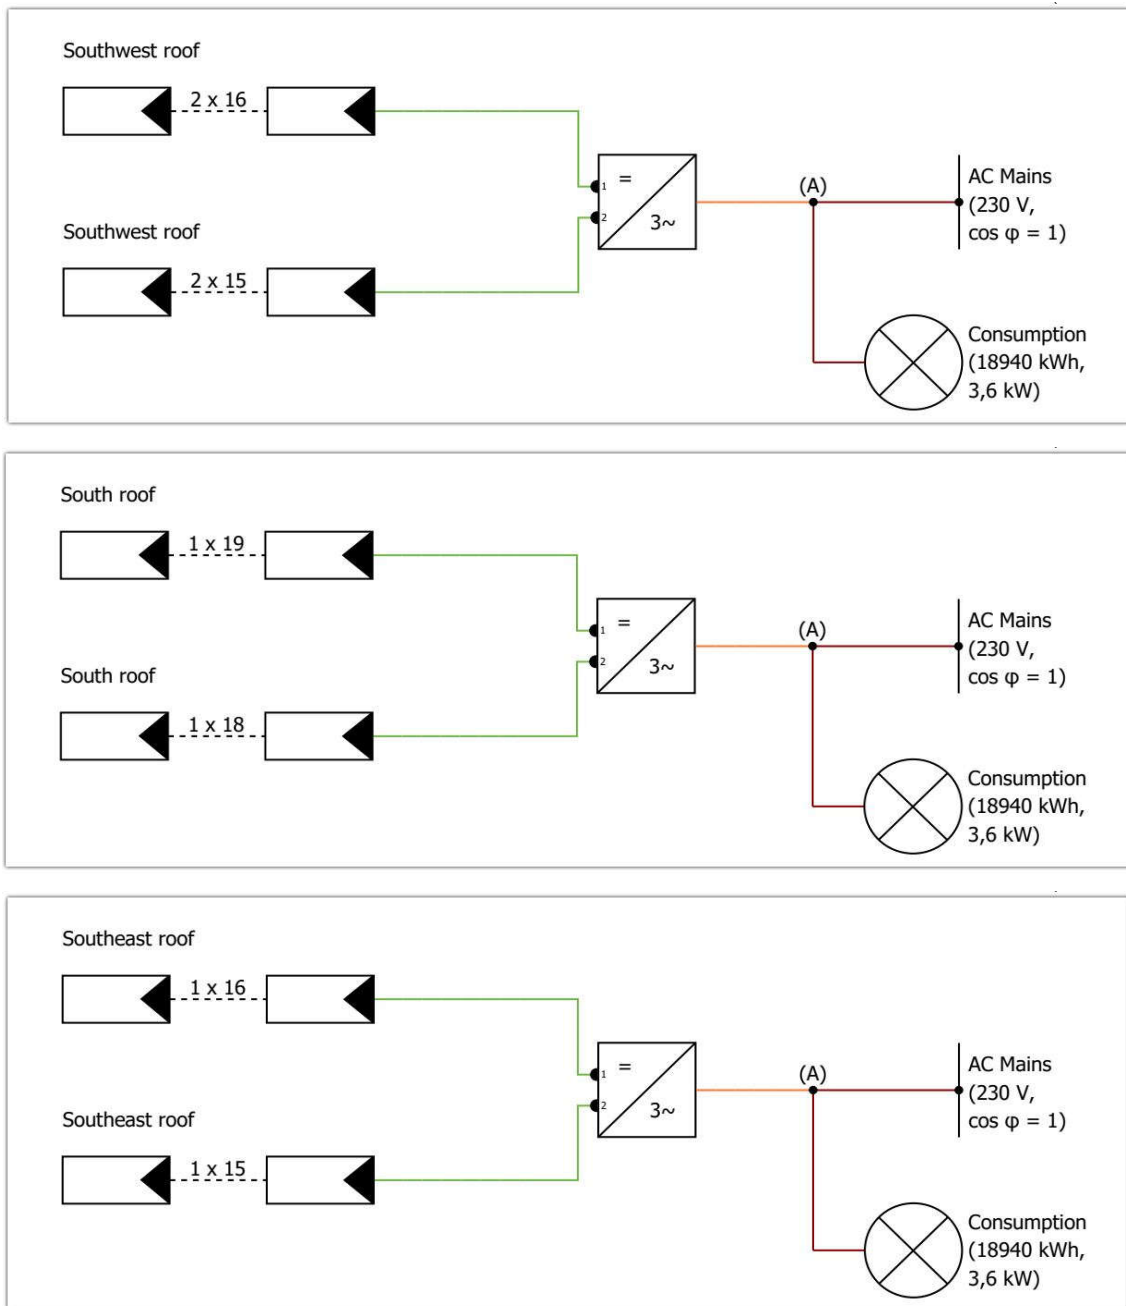 Southwest roof
2 x 16
Southwest roof
2 x 15
1
2
=
3~
(A)
AC Mains
(230 V,
cos φ = 1)
Consumption
(18940 kWh,
3,6 kW)
South roof
1 x 19
South roof
1 x 18
1
2
=
3~
(A)
AC Mains
(230 V,
cos φ = 1)
Consumption
(18940 kWh,
3,6 kW)
Southeast roof
1 x 16
Southeast roof
1 x 15
1
2
=
3~
(A)
AC Mains
(230 V,
cos φ = 1)
Consumption
(18940 kWh,
3,6 kW)